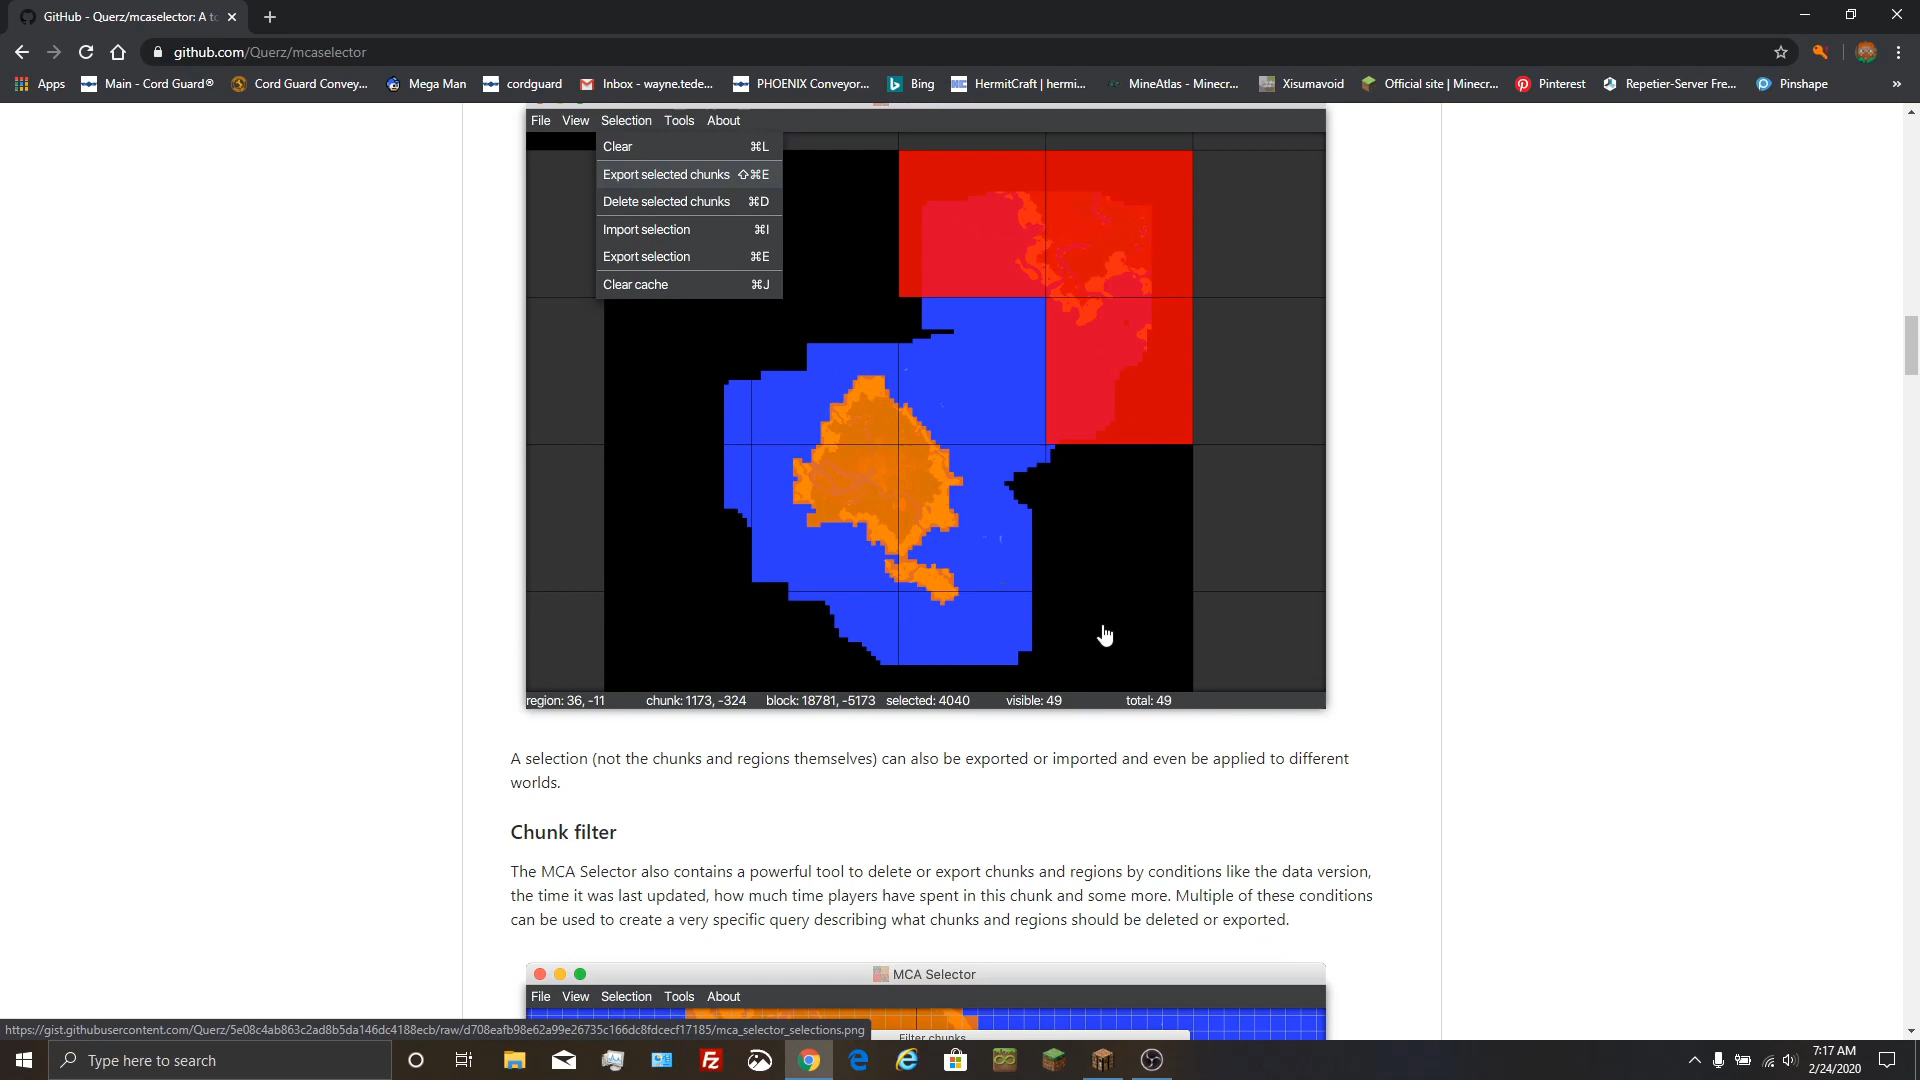 GitHub - Querz/mcaselector: A to
github.com/Querz/mcaselector
Apps Main - Cord Guard® Cord Guard Convey... Mega Man cordguard Inbox - wayne.tede... PHOENIX Conveyor... Bing HermitCraft | hermi... MineAtlas - Minecr... Xisumavoid Official site | Minecr... Pinterest Repetier-Server Fre... Pinshape »
File View Selection Tools About
Clear ⌘L
Export selected chunks ⇧⌘E
Delete selected chunks ⌘D
Import selection ⌘I
Export selection ⌘E
Clear cache ⌘J
region: 36, -11 chunk: 1173, -324 block: 18781, -5173 selected: 4040 visible: 49 total: 49
A selection (not the chunks and regions themselves) can also be exported or imported and even be applied to different
worlds.
Chunk filter
The MCA Selector also contains a powerful tool to delete or export chunks and regions by conditions like the data version,
the time it was last updated, how much time players have spent in this chunk and some more. Multiple of these conditions
can be used to create a very specific query describing what chunks and regions should be deleted or exported.
MCA Selector
File View Selection Tools About
Filter chunks
https://gist.githubusercontent.com/Querz/5e08c4ab863c2ad8b5da146dc4188ecb/raw/d708eafb98e62a99e26735c166dc8fdcecf17185/mca_selector_selections.png
Type here to search
7:17 AM
2/24/2020